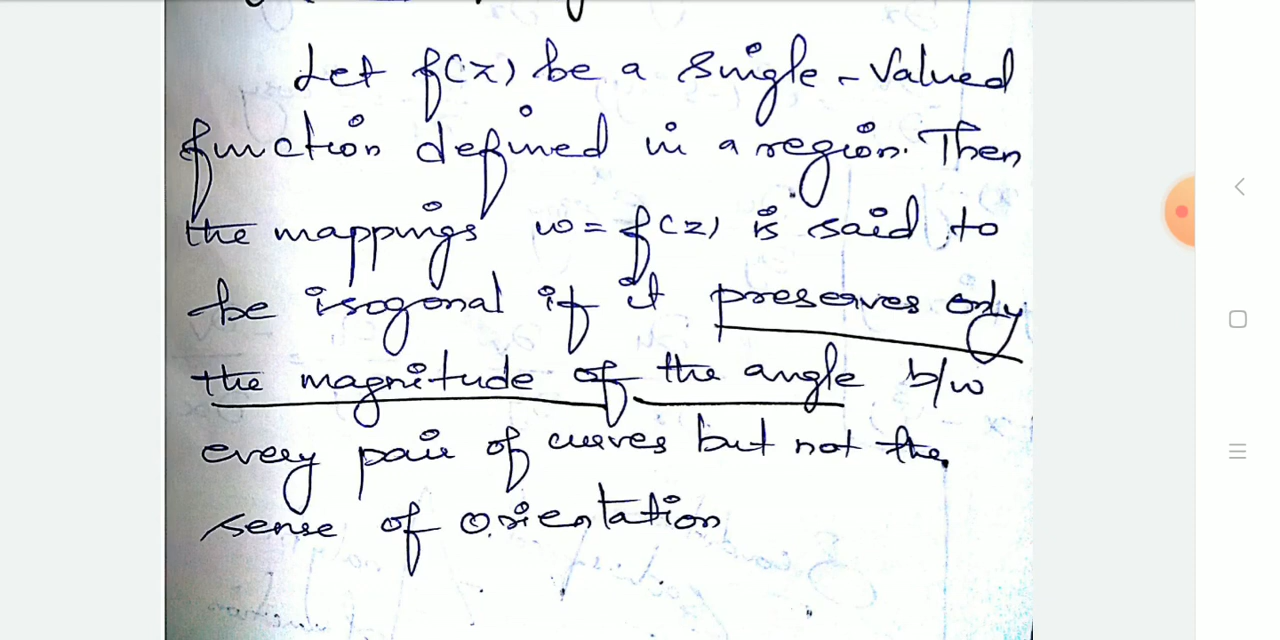 Let f(z) be a single-valued
function defined in a region. Then
the mappings w = f(z) is said to
be isogonal if it preserves only
the magnitude of the angle b/w
every pair of curves but not the
sense of orientation